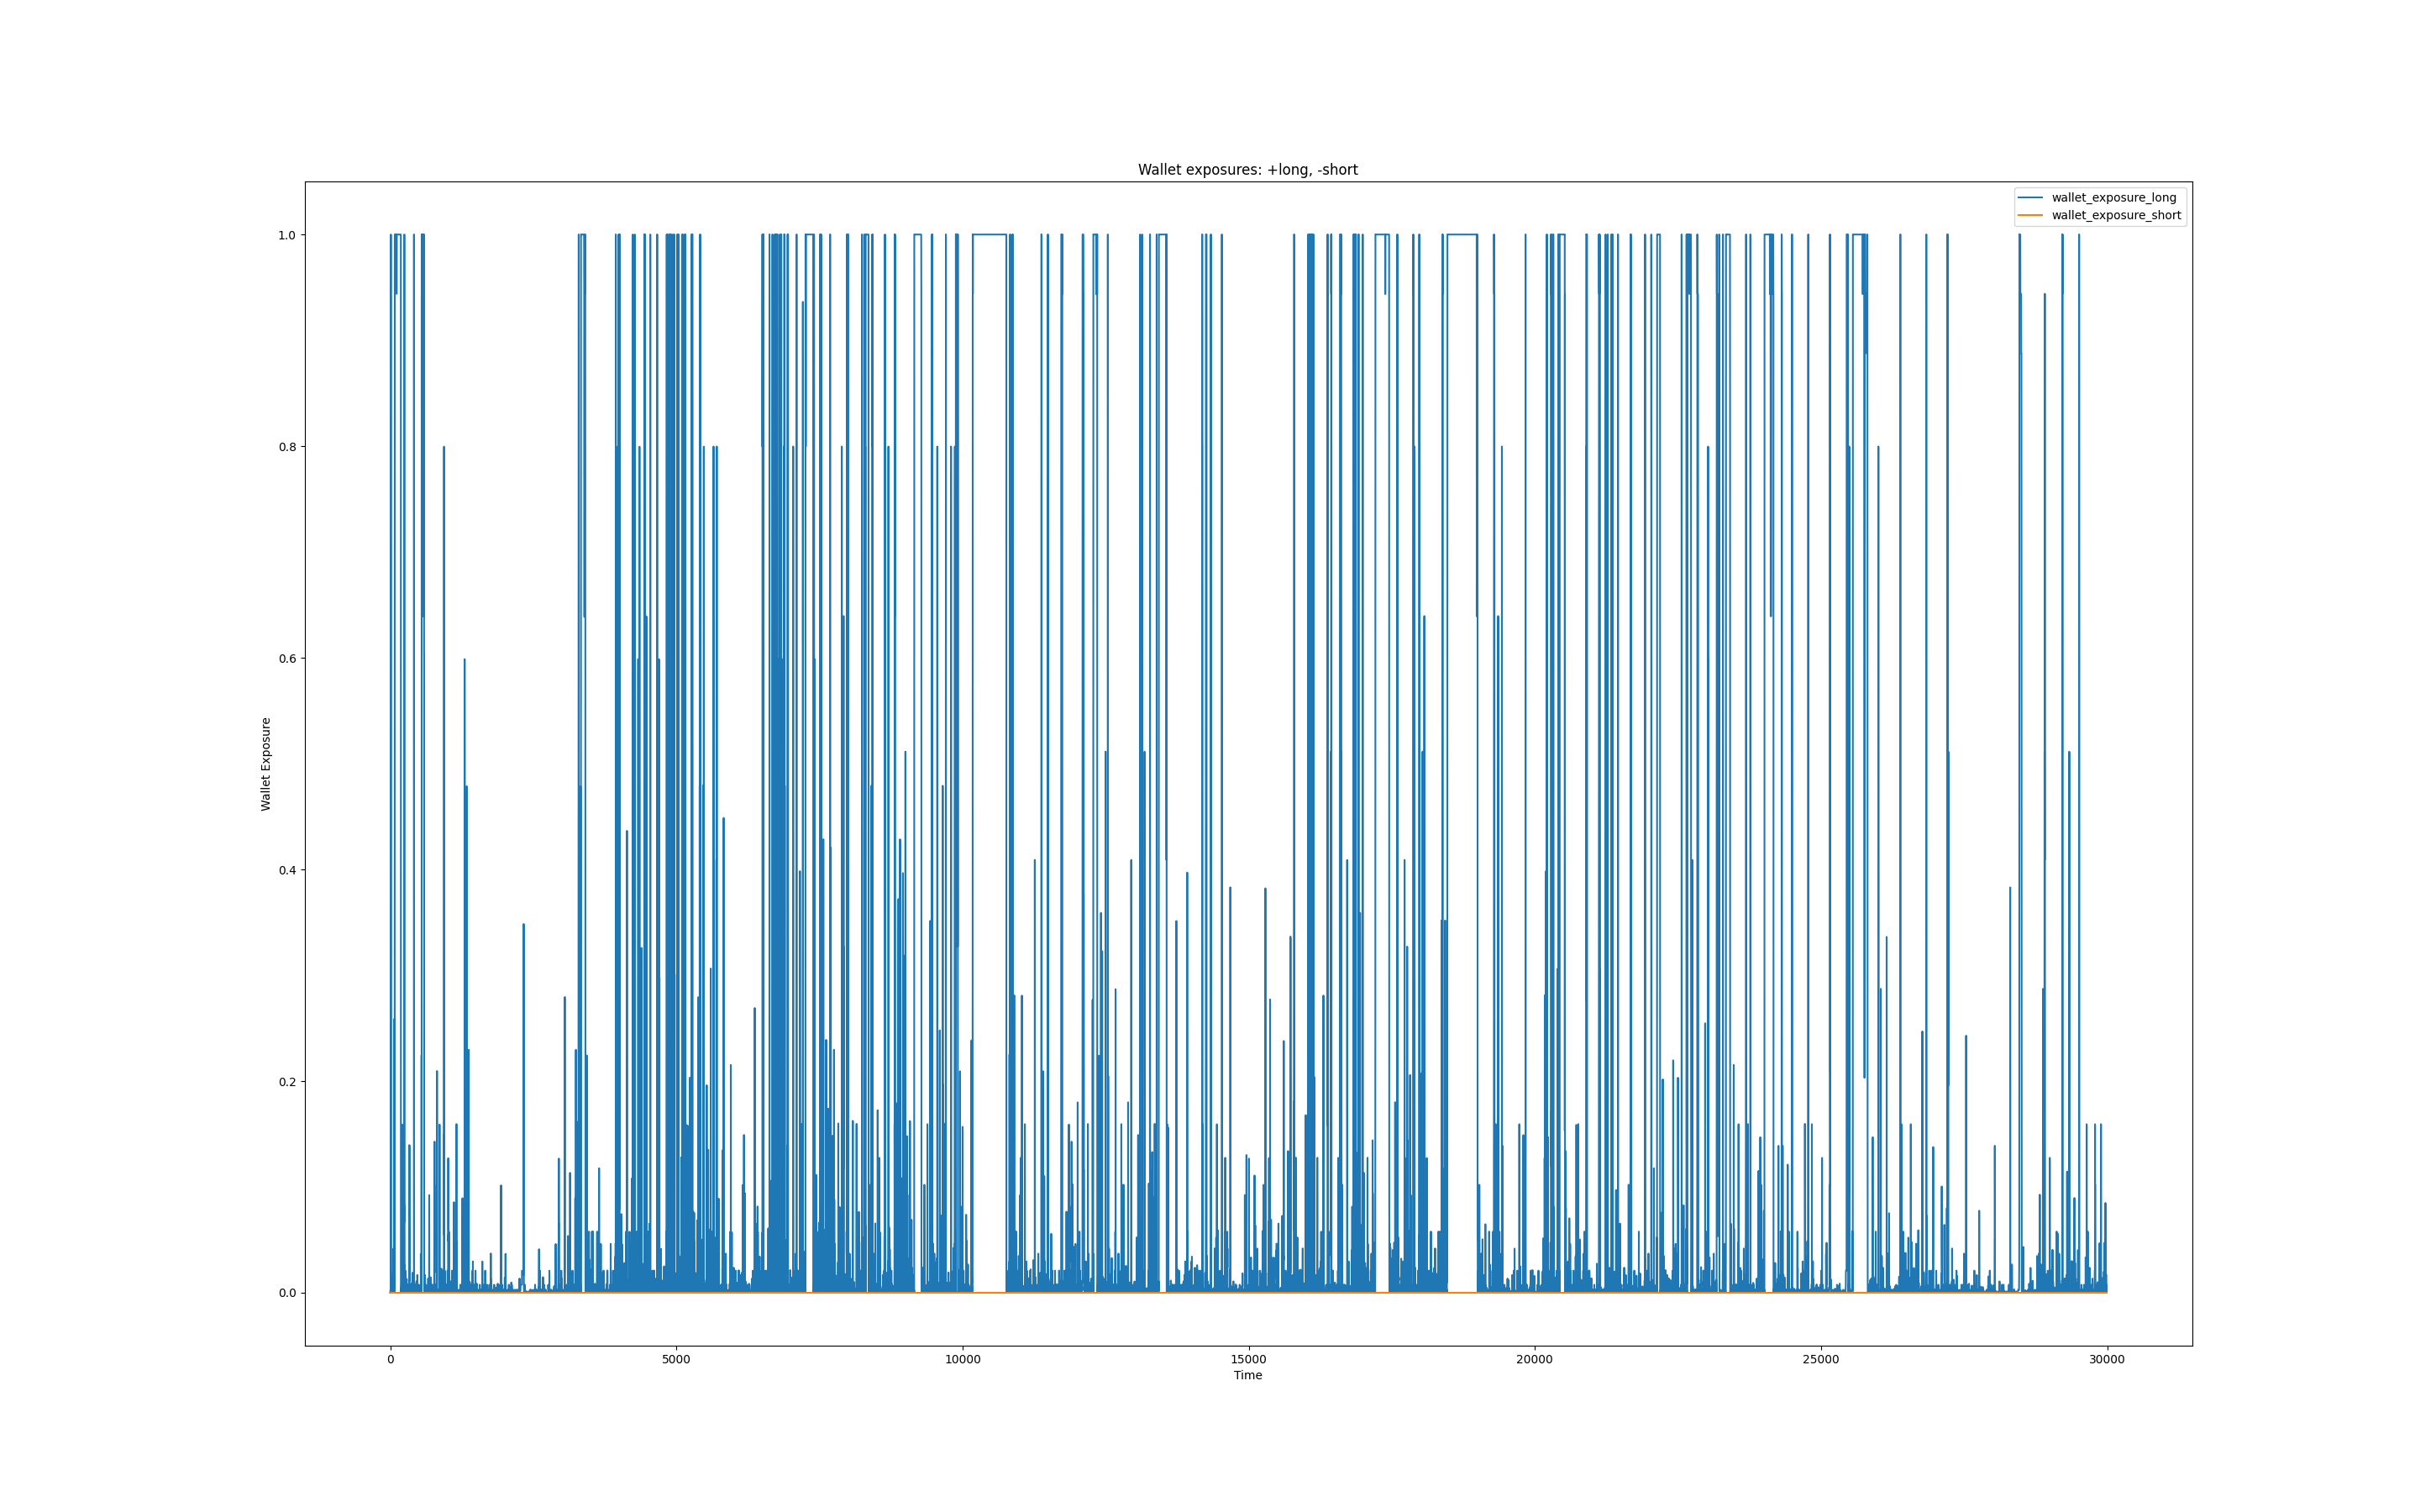 Wallet exposures: +long, -short
wallet_exposure_long
wallet_exposure_short
1.0
0.8
0.6
0.4
0.2
0.0
Wallet Exposure
0 5000 10000 15000 20000 25000 30000
Time